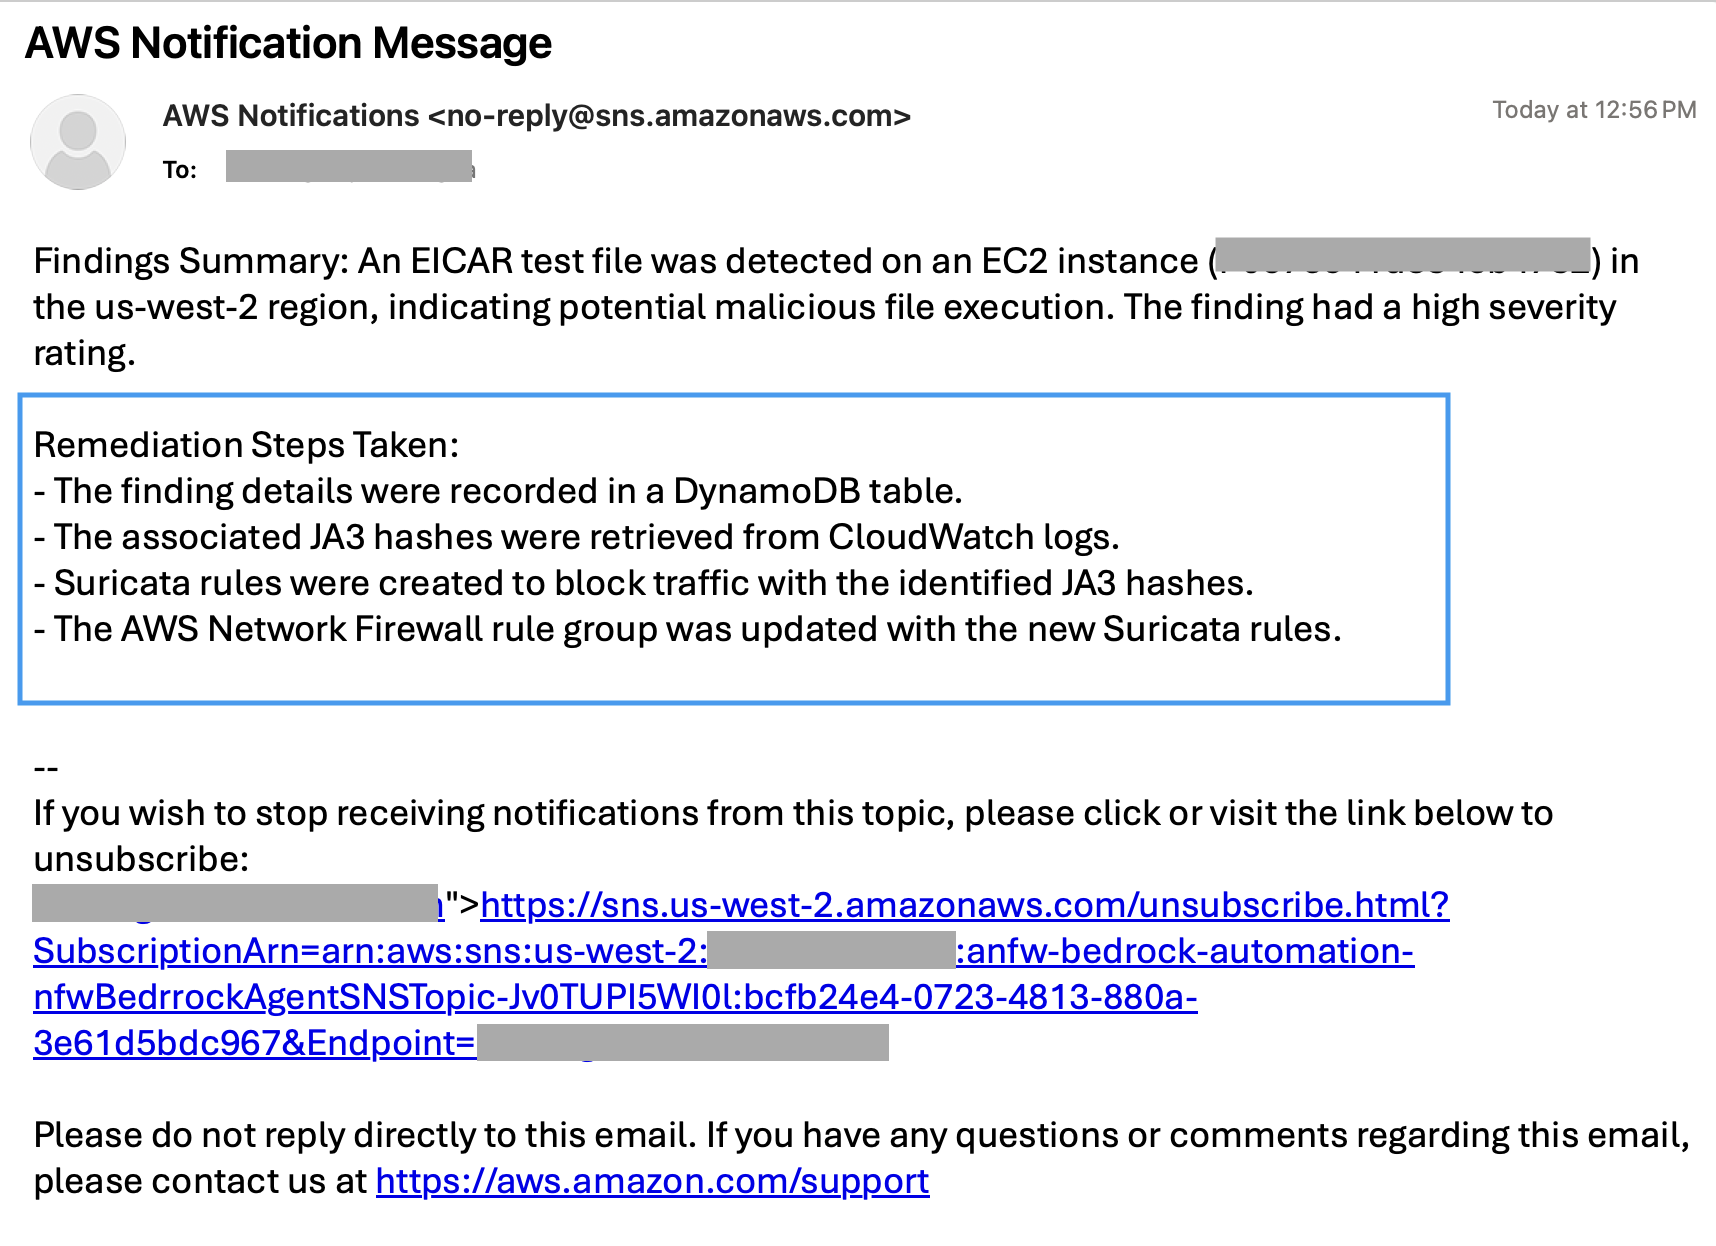 AWS Notification Message
AWS Notifications <no-reply@sns.amazonaws.com>
Today at 12:56 PM
To:
Findings Summary: An EICAR test file was detected on an EC2 instance ( ) in
the us-west-2 region, indicating potential malicious file execution. The finding had a high severity
rating.
Remediation Steps Taken:
- The finding details were recorded in a DynamoDB table.
- The associated JA3 hashes were retrieved from CloudWatch logs.
- Suricata rules were created to block traffic with the identified JA3 hashes.
- The AWS Network Firewall rule group was updated with the new Suricata rules.
--
If you wish to stop receiving notifications from this topic, please click or visit the link below to
unsubscribe:
">https://sns.us-west-2.amazonaws.com/unsubscribe.html?
SubscriptionArn=arn:aws:sns:us-west-2: :anfw-bedrock-automation-
nfwBedrrockAgentSNSTopic-Jv0TUPI5WI0l:bcfb24e4-0723-4813-880a-
3e61d5bdc967&Endpoint=
Please do not reply directly to this email. If you have any questions or comments regarding this email,
please contact us at https://aws.amazon.com/support